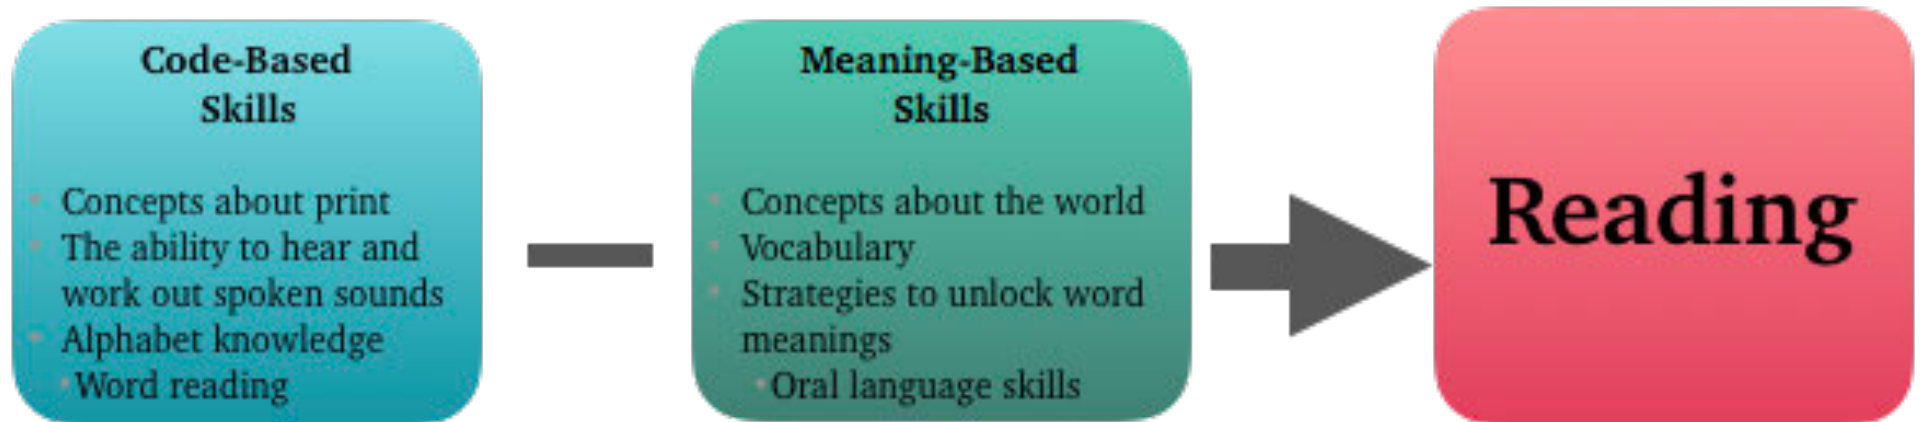 Code-Based
Skills
Concepts about print
The ability to hear and
work out spoken sounds
Alphabet knowledge
Word reading
Meaning-Based
Skills
Concepts about the world
Vocabulary
Strategies to unlock word
meanings
Oral language skills
Reading